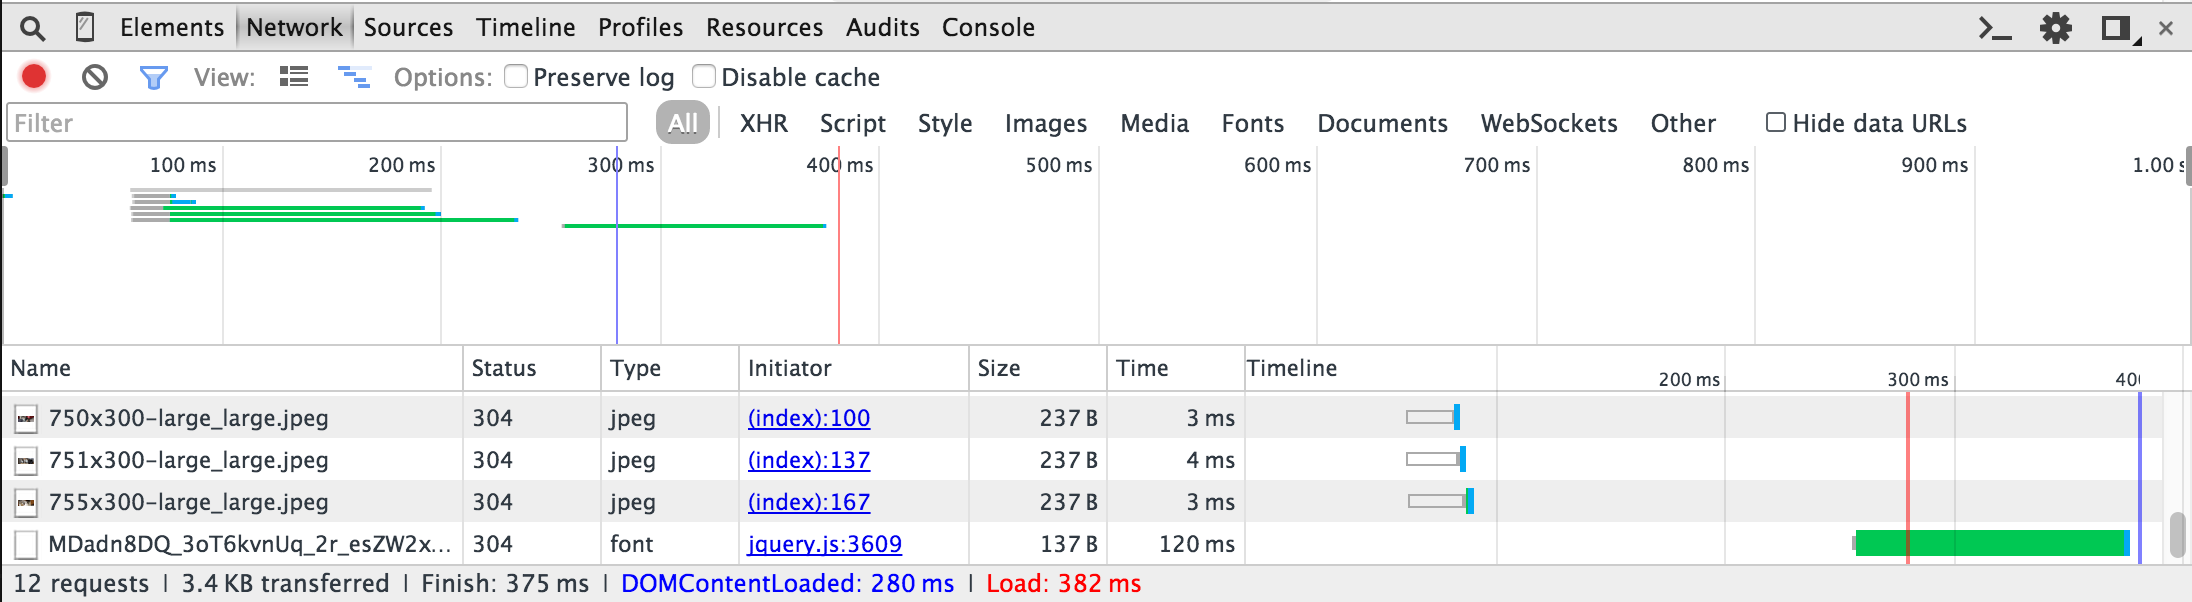 Elements Network Sources Timeline Profiles Resources Audits Console
View: Options: Preserve log Disable cache
Filter All XHR Script Style Images Media Fonts Documents WebSockets Other Hide data URLs
100 ms 200 ms 300 ms 400 ms 500 ms 600 ms 700 ms 800 ms 900 ms 1.00 s
Name Status Type Initiator Size Time Timeline 200 ms 300 ms 40
750x300-large_large.jpeg 304 jpeg (index):100 237 B 3 ms
751x300-large_large.jpeg 304 jpeg (index):137 237 B 4 ms
755x300-large_large.jpeg 304 jpeg (index):167 237 B 3 ms
MDadn8DQ_3oT6kvnUq_2r_esZW2x... 304 font jquery.js:3609 137 B 120 ms
12 requests | 3.4 KB transferred | Finish: 375 ms | DOMContentLoaded: 280 ms | Load: 382 ms